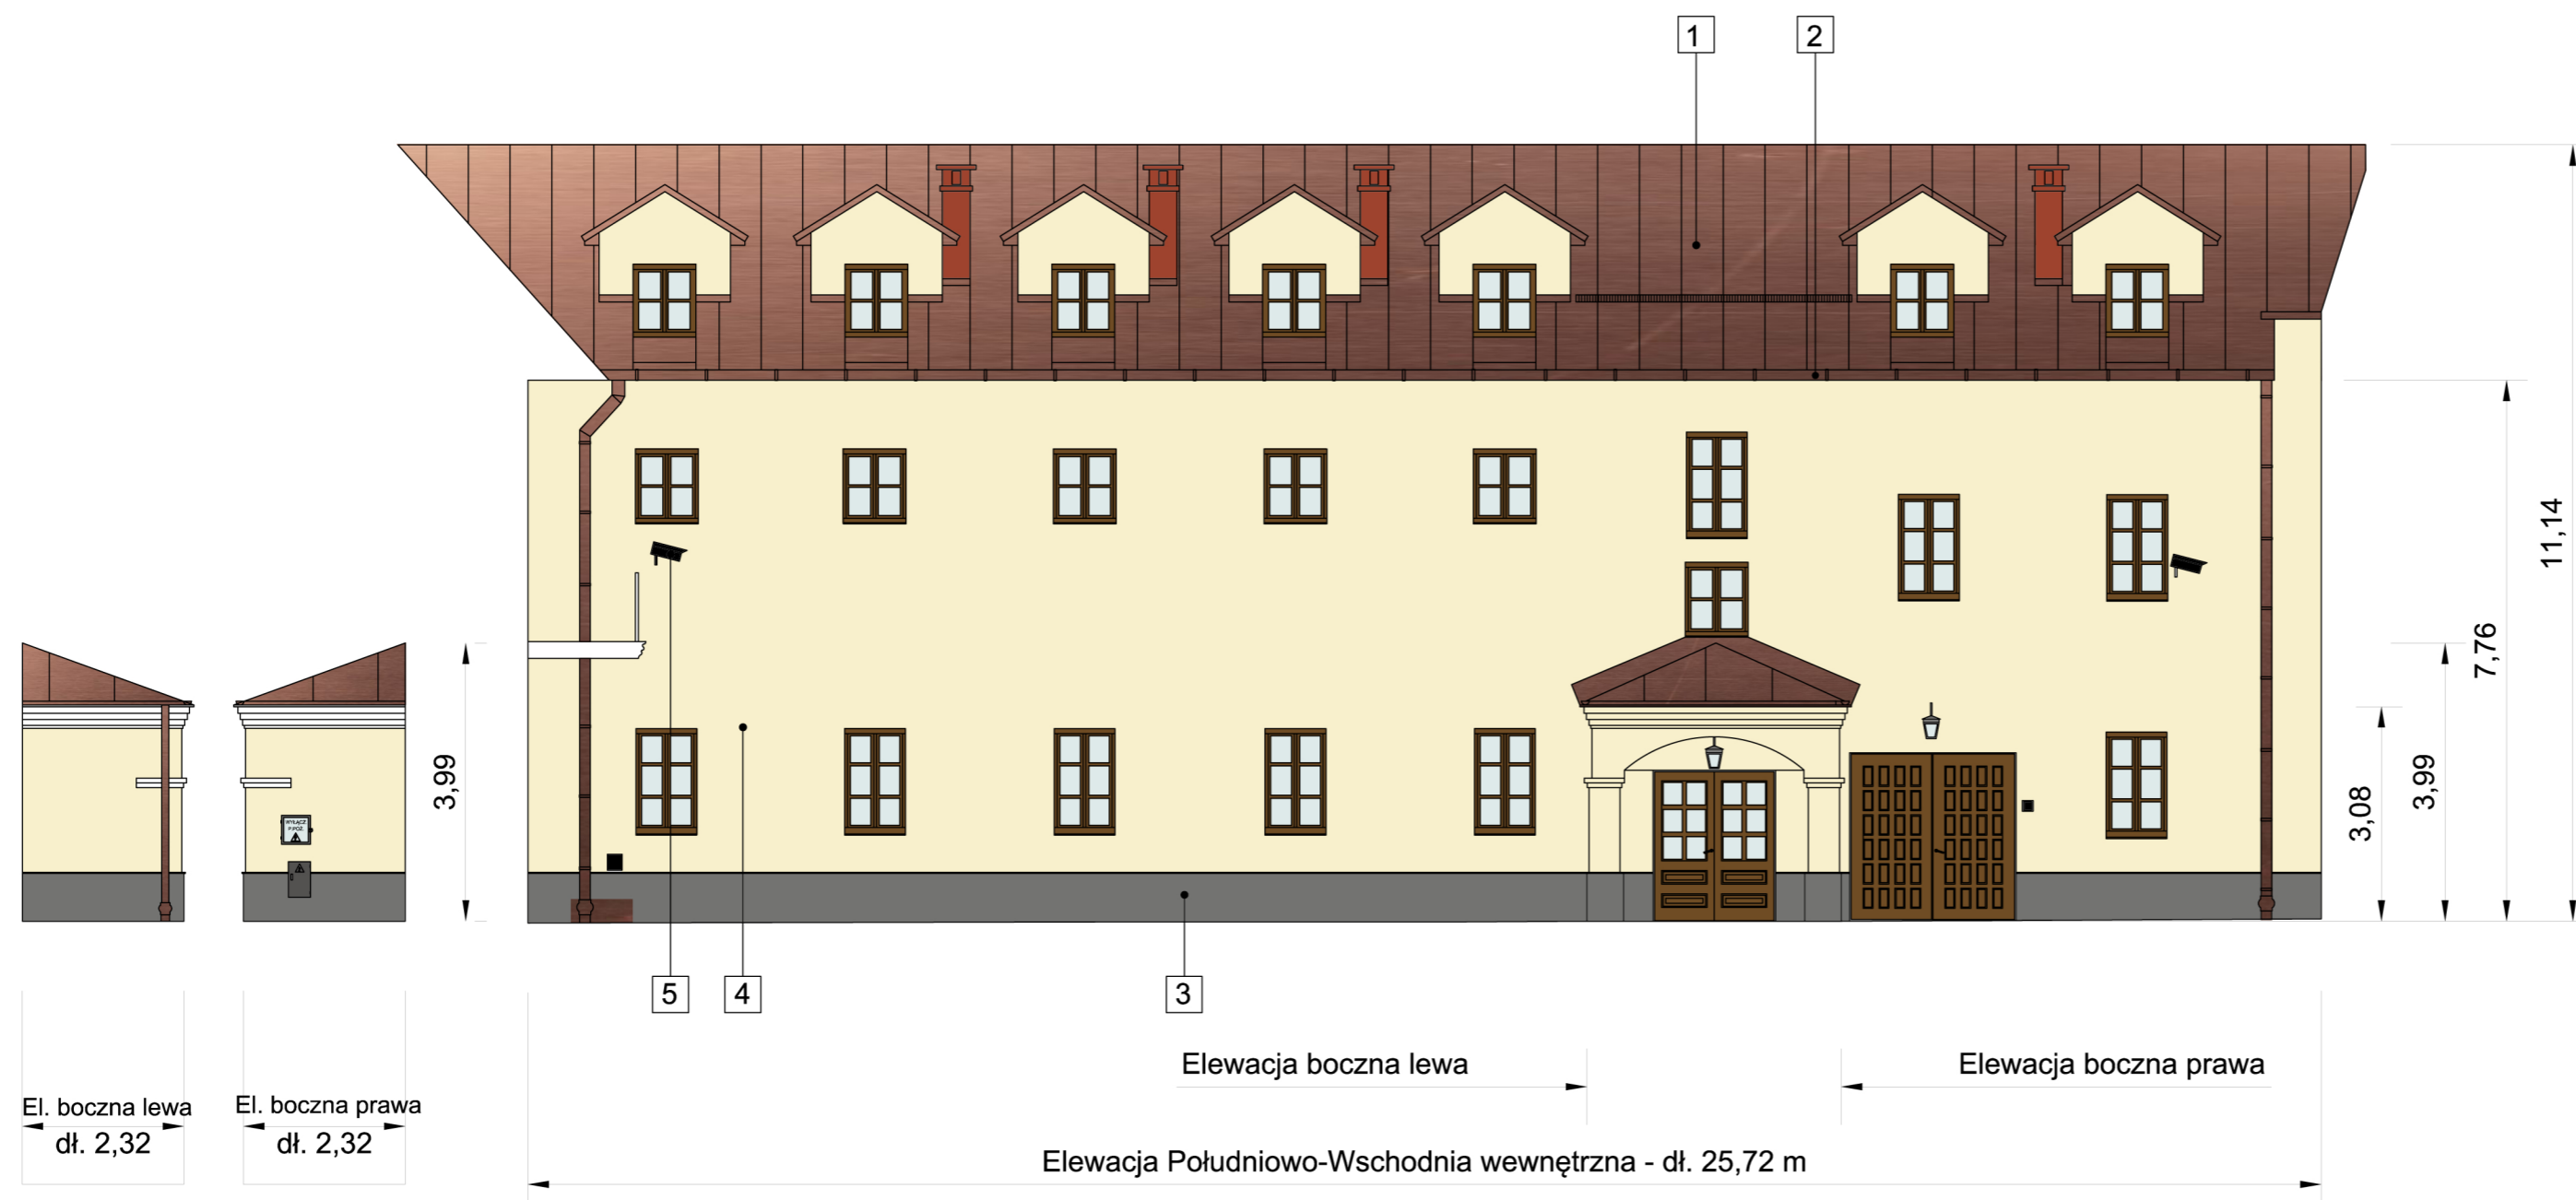 1
2
11,14
7,76
3,99
3,08
3,99
WYŁĄCZ
P.POŻ.
5
4
3
Elewacja boczna lewa
Elewacja boczna prawa
El. boczna lewa
dł. 2,32
El. boczna prawa
dł. 2,32
Elewacja Południowo-Wschodnia wewnętrzna - dł. 25,72 m